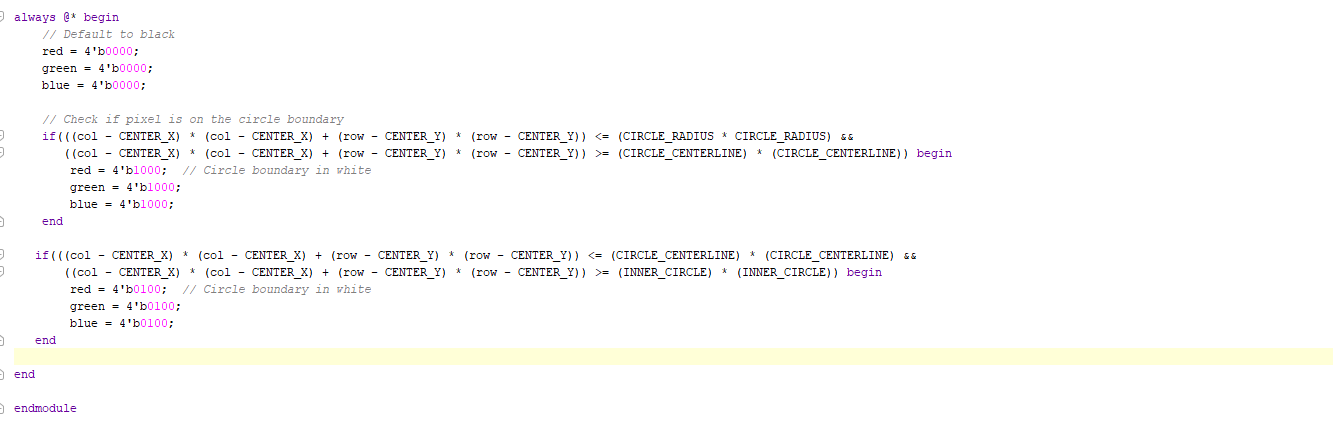 always @* begin
// Default to black
red = 4'b0000;
green = 4'b0000;
blue = 4'b0000;
// Check if pixel is on the circle boundary
if(((col - CENTER_X) * (col - CENTER_X) + (row - CENTER_Y) * (row - CENTER_Y)) <= (CIRCLE_RADIUS * CIRCLE_RADIUS) &&
((col - CENTER_X) * (col - CENTER_X) + (row - CENTER_Y) * (row - CENTER_Y)) >= (CIRCLE_CENTERLINE) * (CIRCLE_CENTERLINE)) begin
red = 4'b1000; // Circle boundary in white
green = 4'b1000;
blue = 4'b1000;
end
if(((col - CENTER_X) * (col - CENTER_X) + (row - CENTER_Y) * (row - CENTER_Y)) <= (CIRCLE_CENTERLINE) * (CIRCLE_CENTERLINE) &&
((col - CENTER_X) * (col - CENTER_X) + (row - CENTER_Y) * (row - CENTER_Y)) >= (INNER_CIRCLE) * (INNER_CIRCLE)) begin
red = 4'b0100; // Circle boundary in white
green = 4'b0100;
blue = 4'b0100;
end
end
endmodule